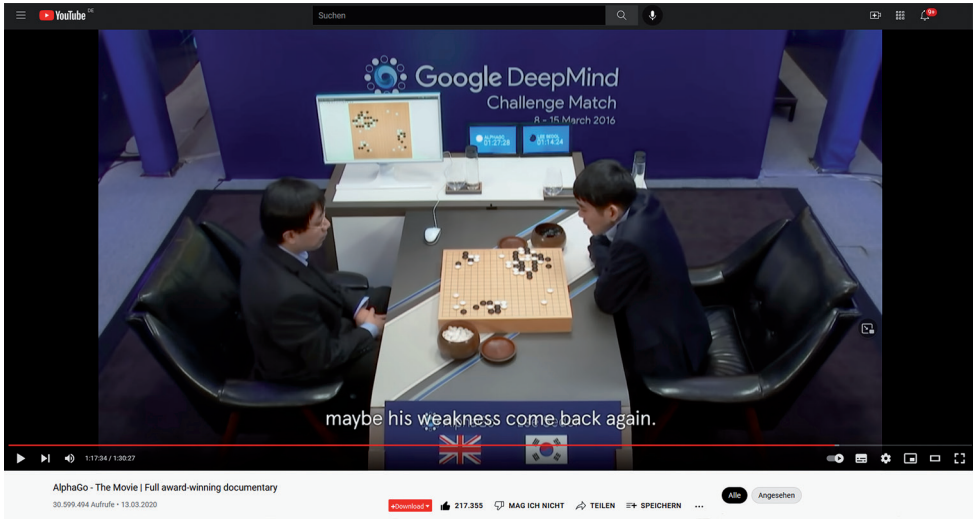 YouTube DE
Suchen
9+
Google DeepMind
Challenge Match
8 - 15 March 2016
ALPHAGO
01:27:28
LEE SEDOL
01:14:24
maybe his weakness come back again.
1:17:34 / 1:30:27
AlphaGo - The Movie | Full award-winning documentary
30.599.494 Aufrufe • 13.03.2020
+Download ▾
217.355
MAG ICH NICHT
TEILEN
SPEICHERN
...
Alle
Angesehen